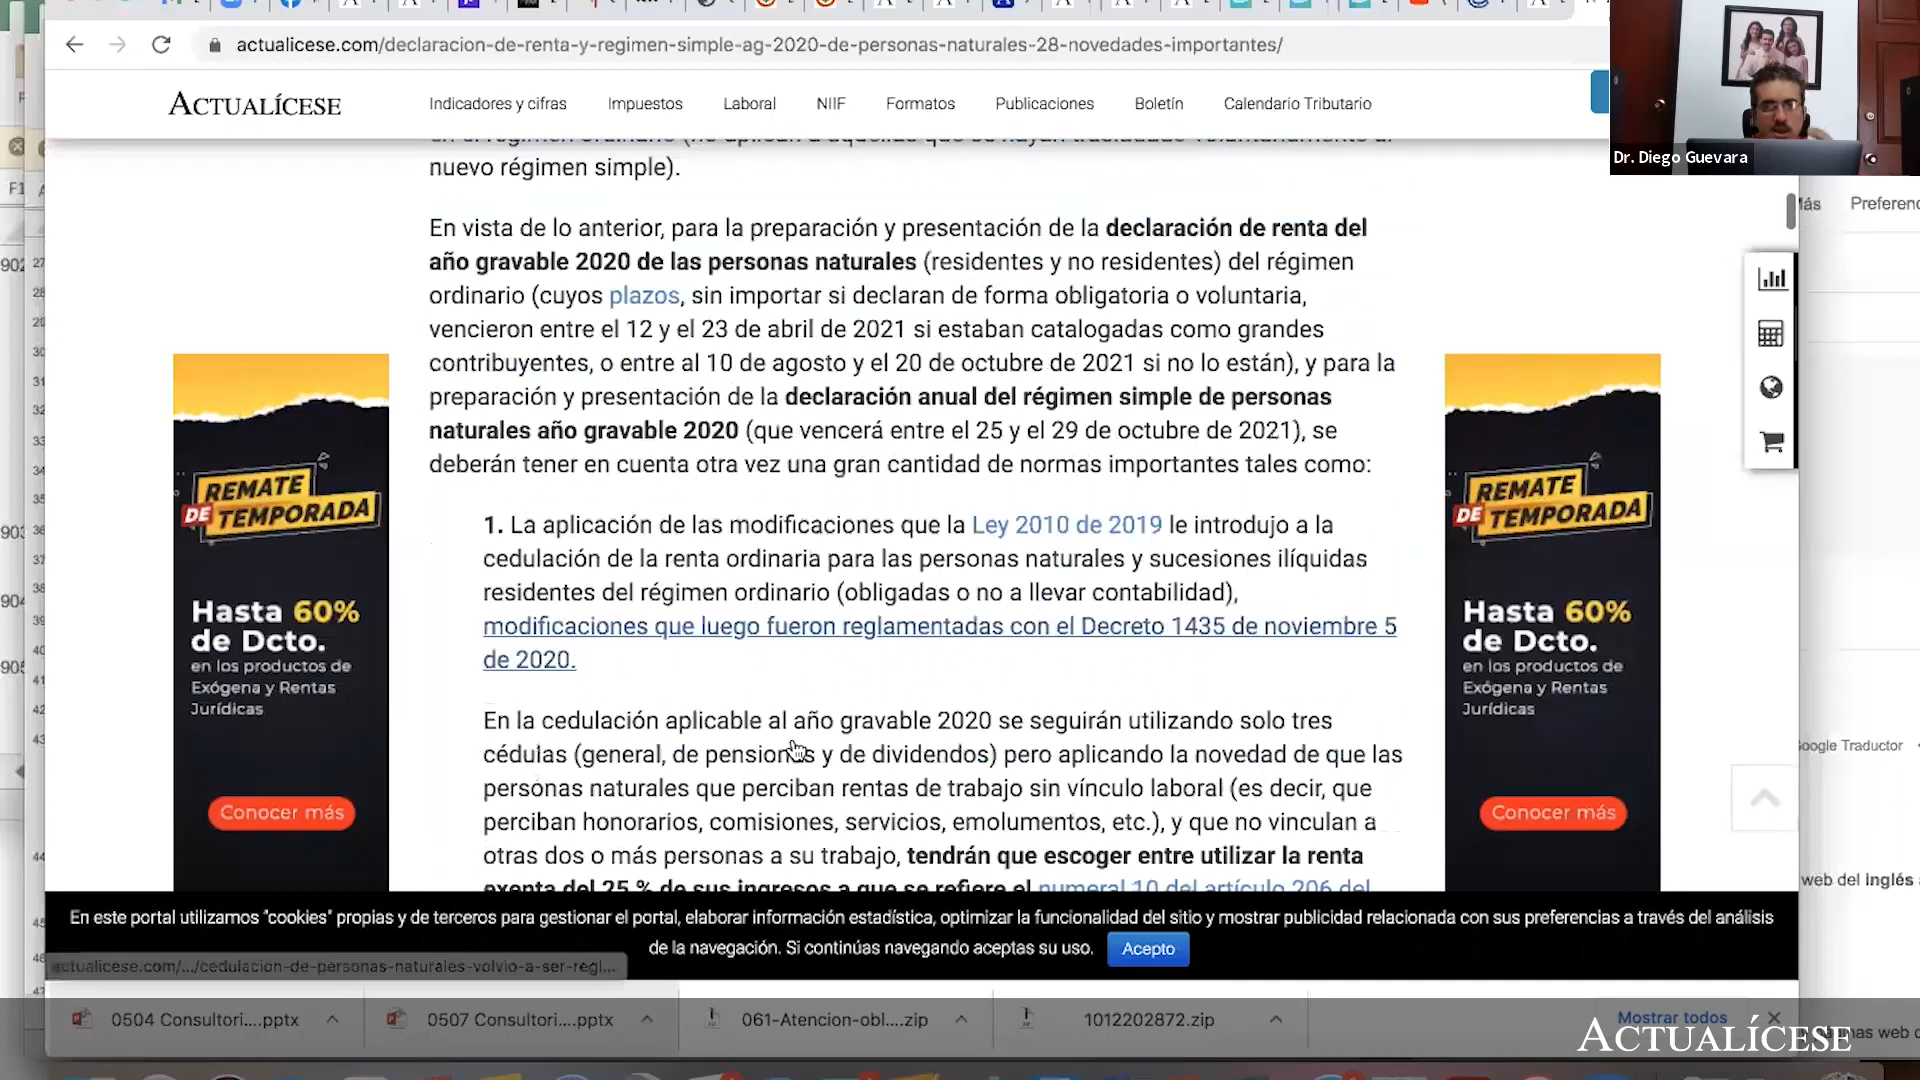 actualicese.com/declaracion-de-renta-y-regimen-simple-ag-2020-de-personas-naturales-28-novedades-importantes/
ACTUALÍCESE
Indicadores y cifras
Impuestos
Laboral
NIIF
Formatos
Publicaciones
Boletín
Calendario Tributario
Dr. Diego Guevara
nuevo régimen simple).
En vista de lo anterior, para la preparación y presentación de la declaración de renta del
año gravable 2020 de las personas naturales (residentes y no residentes) del régimen
ordinario (cuyos plazos, sin importar si declaran de forma obligatoria o voluntaria,
vencieron entre el 12 y el 23 de abril de 2021 si estaban catalogadas como grandes
contribuyentes, o entre al 10 de agosto y el 20 de octubre de 2021 si no lo están), y para la
preparación y presentación de la declaración anual del régimen simple de personas
naturales año gravable 2020 (que vencerá entre el 25 y el 29 de octubre de 2021), se
deberán tener en cuenta otra vez una gran cantidad de normas importantes tales como:
1. La aplicación de las modificaciones que la Ley 2010 de 2019 le introdujo a la
cedulación de la renta ordinaria para las personas naturales y sucesiones ilíquidas
residentes del régimen ordinario (obligadas o no a llevar contabilidad),
modificaciones que luego fueron reglamentadas con el Decreto 1435 de noviembre 5
de 2020.
En la cedulación aplicable al año gravable 2020 se seguirán utilizando solo tres
cédulas (general, de pensiones y de dividendos) pero aplicando la novedad de que las
personas naturales que perciban rentas de trabajo sin vínculo laboral (es decir, que
perciban honorarios, comisiones, servicios, emolumentos, etc.), y que no vinculan a
otras dos o más personas a su trabajo, tendrán que escoger entre utilizar la renta
exenta del 25 % de sus ingresos a que se refiere el numeral 10 del artículo 206 del
REMATE
DE TEMPORADA
Hasta 60%
de Dcto.
en los productos de
Exógena y Rentas
Jurídicas
Conocer más
REMATE
DE TEMPORADA
Hasta 60%
de Dcto.
en los productos de
Exógena y Rentas
Jurídicas
Conocer más
Google Traductor
web del inglés
En este portal utilizamos "cookies" propias y de terceros para gestionar el portal, elaborar información estadística, optimizar la funcionalidad del sitio y mostrar publicidad relacionada con sus preferencias a través del análisis
de la navegación. Si continúas navegando aceptas su uso.
Acepto
actualicese.com/.../cedulacion-de-personas-naturales-volvio-a-ser-regl...
0504 Consultori....pptx
0507 Consultori....pptx
061-Atencion-obl....zip
1012202872.zip
Mostrar todos
ACTUALÍCESE